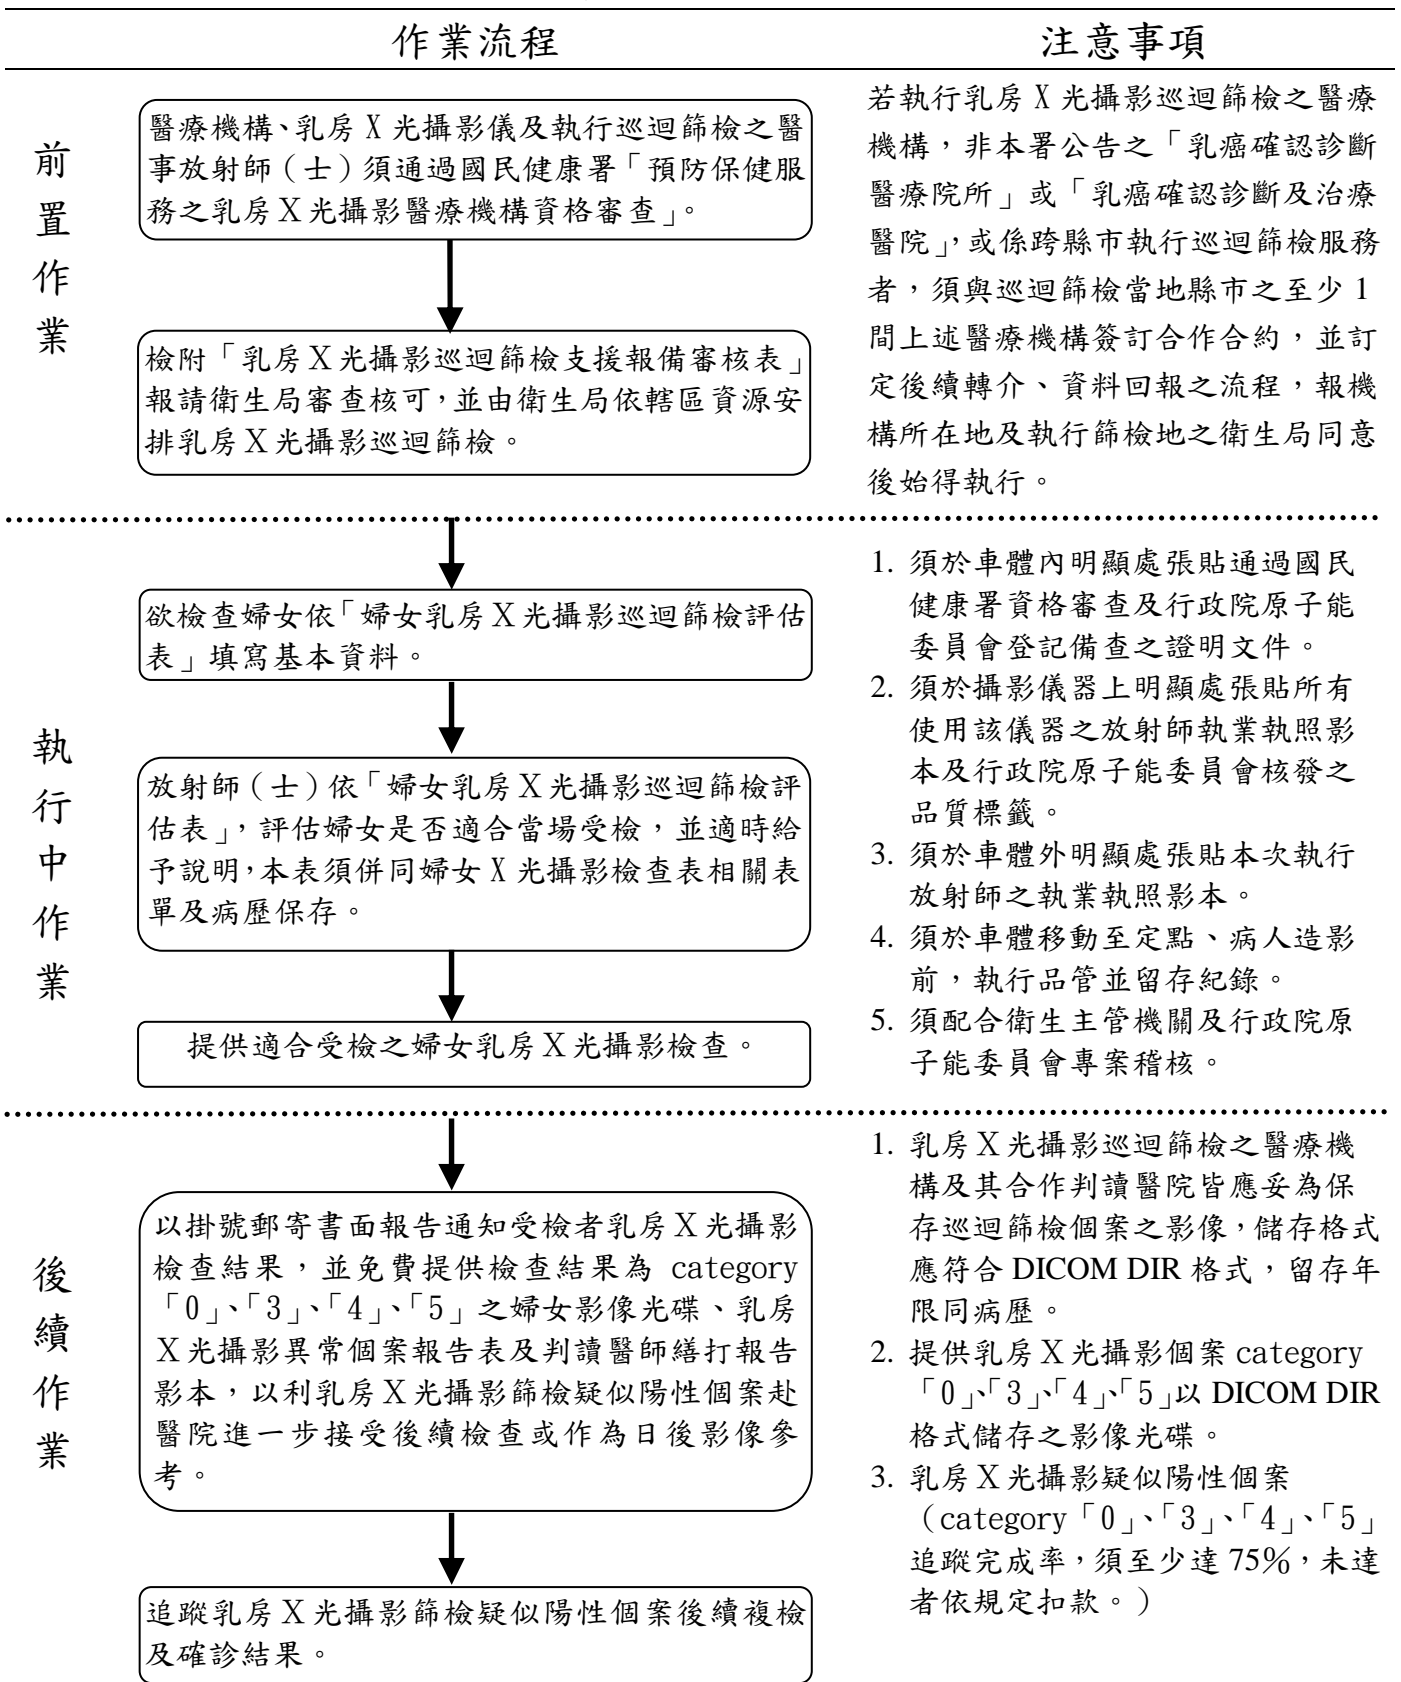 作業流程
注意事項
前置作業
醫療機構、乳房 X 光攝影儀及執行巡迴篩檢之醫
事放射師（士）須通過國民健康署「預防保健服
務之乳房Ｘ光攝影醫療機構資格審查」。
檢附「乳房Ｘ光攝影巡迴篩檢支援報備審核表」
報請衛生局審查核可，並由衛生局依轄區資源安
排乳房Ｘ光攝影巡迴篩檢。
若執行乳房 X 光攝影巡迴篩檢之醫療
機構，非本署公告之「乳癌確認診斷
醫療院所」或「乳癌確認診斷及治療
醫院」，或係跨縣市執行巡迴篩檢服務
者，須與巡迴篩檢當地縣市之至少 1
間上述醫療機構簽訂合作合約，並訂
定後續轉介、資料回報之流程，報機
構所在地及執行篩檢地之衛生局同意
後始得執行。
執行中作業
欲檢查婦女依「婦女乳房Ｘ光攝影巡迴篩檢評估
表」填寫基本資料。
放射師（士）依「婦女乳房Ｘ光攝影巡迴篩檢評
估表」，評估婦女是否適合當場受檢，並適時給
予說明，本表須併同婦女 X 光攝影檢查表相關表
單及病歷保存。
提供適合受檢之婦女乳房Ｘ光攝影檢查。
1. 須於車體內明顯處張貼通過國民
健康署資格審查及行政院原子能
委員會登記備查之證明文件。
2. 須於攝影儀器上明顯處張貼所有
使用該儀器之放射師執業執照影
本及行政院原子能委員會核發之
品質標籤。
3. 須於車體外明顯處張貼本次執行
放射師之執業執照影本。
4. 須於車體移動至定點、病人造影
前，執行品管並留存紀錄。
5. 須配合衛生主管機關及行政院原
子能委員會專案稽核。
後續作業
以掛號郵寄書面報告通知受檢者乳房Ｘ光攝影
檢查結果，並免費提供檢查結果為 category
「0」、「3」、「4」、「5」之婦女影像光碟、乳房
Ｘ光攝影異常個案報告表及判讀醫師繕打報告
影本，以利乳房Ｘ光攝影篩檢疑似陽性個案赴
醫院進一步接受後續檢查或作為日後影像參
考。
追蹤乳房Ｘ光攝影篩檢疑似陽性個案後續複檢
及確診結果。
1. 乳房Ｘ光攝影巡迴篩檢之醫療機
構及其合作判讀醫院皆應妥為保
存巡迴篩檢個案之影像，儲存格式
應符合 DICOM DIR 格式，留存年
限同病歷。
2. 提供乳房Ｘ光攝影個案 category
「0」、「3」、「4」、「5」以 DICOM DIR
格式儲存之影像光碟。
3. 乳房Ｘ光攝影疑似陽性個案
（category「0」、「3」、「4」、「5」
追蹤完成率，須至少達 75%，未達
者依規定扣款。）